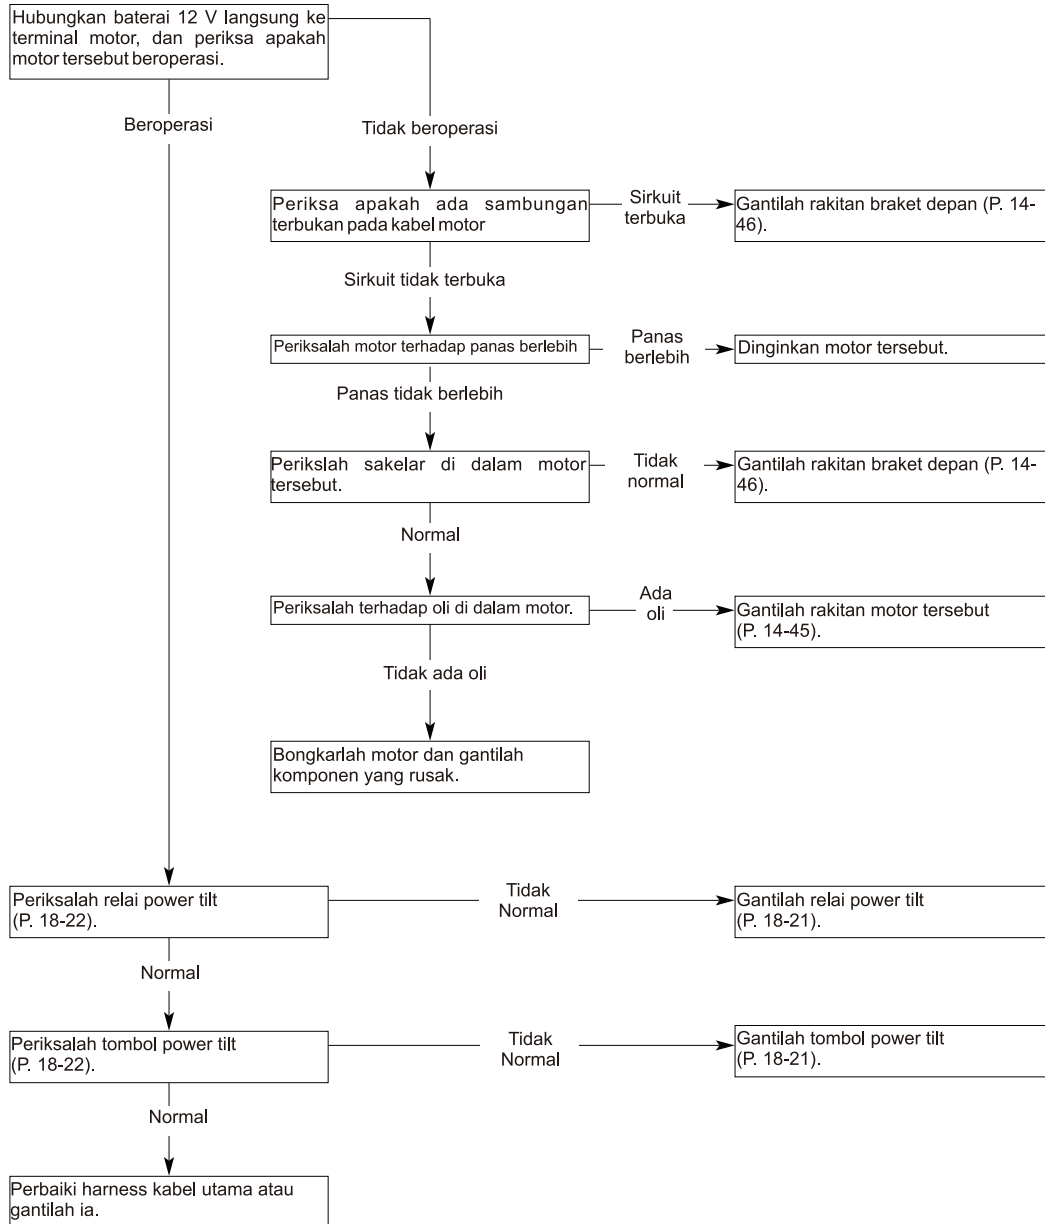 Hubungkan baterai 12 V langsung ke
terminal motor, dan periksa apakah
motor tersebut beroperasi.
Beroperasi
Tidak beroperasi
Periksa apakah ada sambungan
terbukan pada kabel motor
Sirkuit
terbuka
Gantilah rakitan braket depan (P. 14-
46).
Sirkuit tidak terbuka
Periksalah motor terhadap panas berlebih
Panas
berlebih
Dinginkan motor tersebut.
Panas tidak berlebih
Perikslah sakelar di dalam motor
tersebut.
Tidak
normal
Gantilah rakitan braket depan (P. 14-
46).
Normal
Periksalah terhadap oli di dalam motor.
Ada
oli
Gantilah rakitan motor tersebut
(P. 14-45).
Tidak ada oli
Bongkarlah motor dan gantilah
komponen yang rusak.
Periksalah relai power tilt
(P. 18-22).
Tidak
Normal
Gantilah relai power tilt
(P. 18-21).
Normal
Periksalah tombol power tilt
(P. 18-22).
Tidak
Normal
Gantilah tombol power tilt
(P. 18-21).
Normal
Perbaiki harness kabel utama atau
gantilah ia.